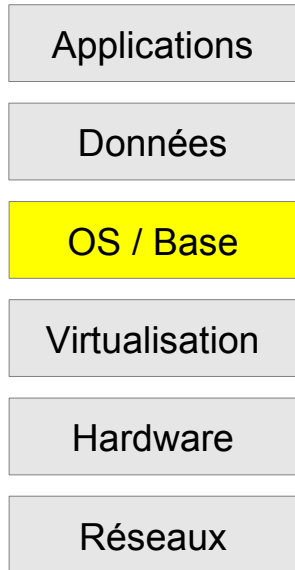 Applications
Données
OS / Base
Virtualisation
Hardware
Réseaux